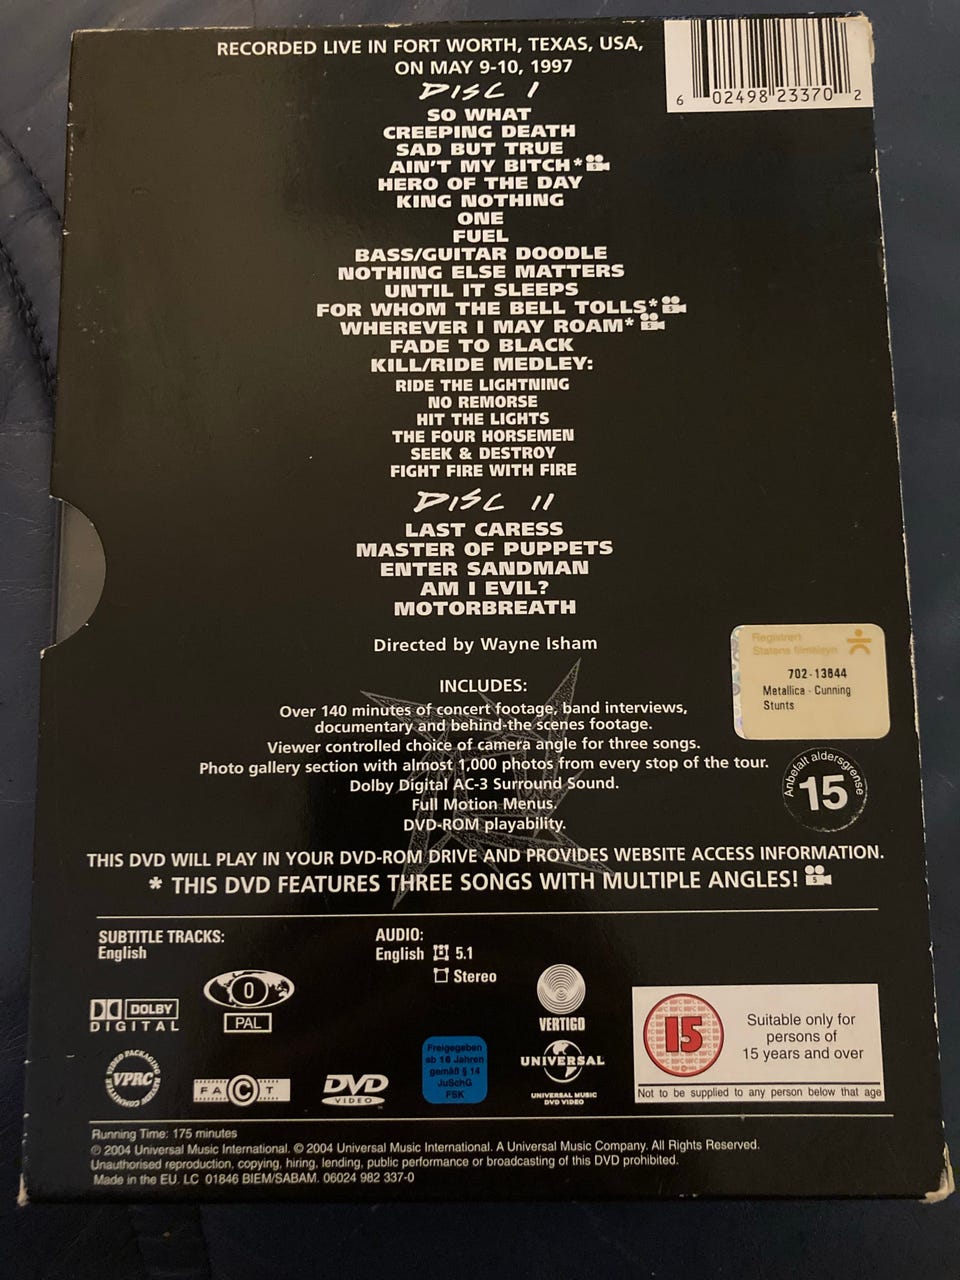 RECORDED LIVE IN FORT WORTH, TEXAS, USA,
ON MAY 9-10, 1997
6 02498 23370 2
DISC I
SO WHAT
CREEPING DEATH
SAD BUT TRUE
AIN'T MY BITCH*
HERO OF THE DAY
KING NOTHING
ONE
FUEL
BASS/GUITAR DOODLE
NOTHING ELSE MATTERS
UNTIL IT SLEEPS
FOR WHOM THE BELL TOLLS*
WHEREVER I MAY ROAM*
FADE TO BLACK
KILL/RIDE MEDLEY:
RIDE THE LIGHTNING
NO REMORSE
HIT THE LIGHTS
THE FOUR HORSEMEN
SEEK & DESTROY
FIGHT FIRE WITH FIRE
DISC II
LAST CARESS
MASTER OF PUPPETS
ENTER SANDMAN
AM I EVIL?
MOTORBREATH
Directed by Wayne Isham
Registrert
Statens filmtilsyn
702-13844
Metallica - Cunning
Stunts
INCLUDES:
Over 140 minutes of concert footage, band interviews,
documentary and behind-the scenes footage.
Viewer controlled choice of camera angle for three songs.
Photo gallery section with almost 1,000 photos from every stop of the tour.
Dolby Digital AC-3 Surround Sound.
Full Motion Menus.
DVD-ROM playability.
Anbefalt aldersgrense
15
THIS DVD WILL PLAY IN YOUR DVD-ROM DRIVE AND PROVIDES WEBSITE ACCESS INFORMATION.
* THIS DVD FEATURES THREE SONGS WITH MULTIPLE ANGLES! 5
SUBTITLE TRACKS:
English
AUDIO:
English 5.1
Stereo
DOLBY
DIGITAL
0
PAL
VERTIGO
15
Suitable only for
persons of
15 years and over
Not to be supplied to any person below that age
VIDEO PACKAGING REVIEW COMMITTEE
VPRC
FACT
DVD
VIDEO
Freigegeben
ab 16 Jahren
gemäß § 14
JuSchG
FSK
UNIVERSAL
UNIVERSAL MUSIC
DVD VIDEO
Running Time: 175 minutes
℗ 2004 Universal Music International. © 2004 Universal Music International. A Universal Music Company. All Rights Reserved.
Unauthorised reproduction, copying, hiring, lending, public performance or broadcasting of this DVD prohibited.
Made in the EU. LC 01846 BIEM/SABAM. 06024 982 337-0